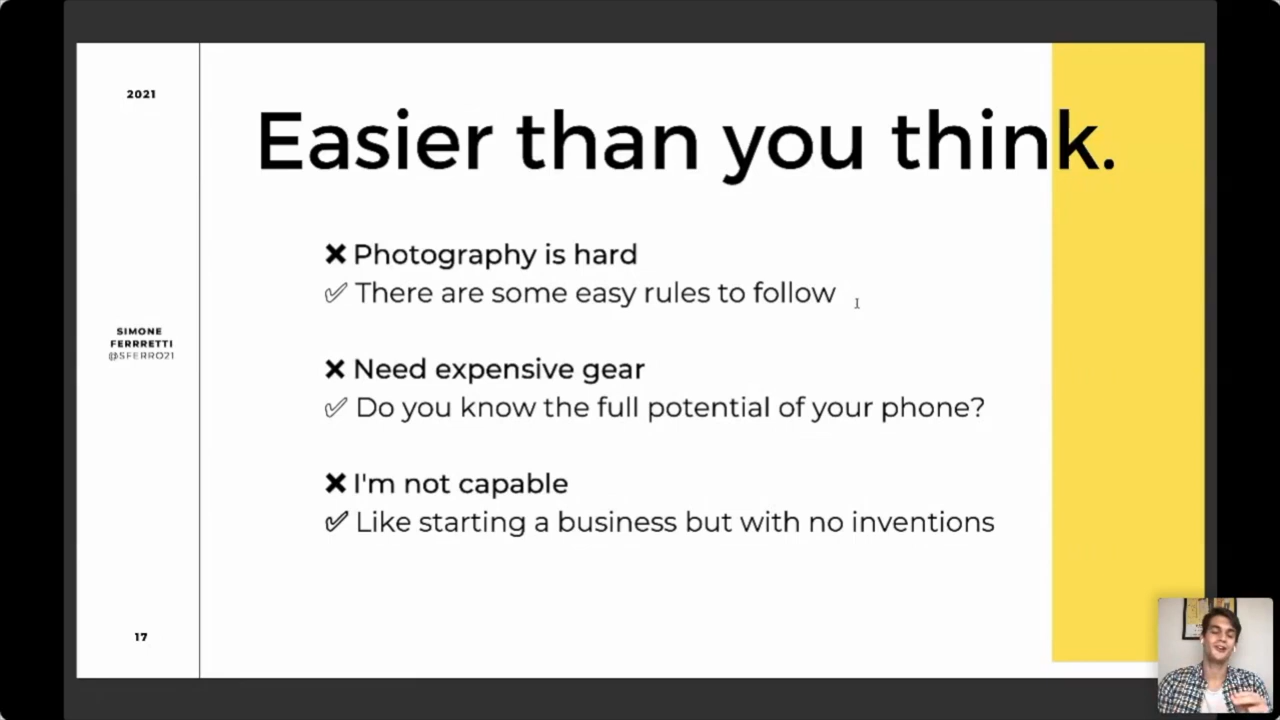 2021
Easier than you think.
❌ Photography is hard
✅ There are some easy rules to follow
SIMONE
FERRRETTI
@SFERRO21
❌ Need expensive gear
✅ Do you know the full potential of your phone?
❌ I'm not capable
✅ Like starting a business but with no inventions
17